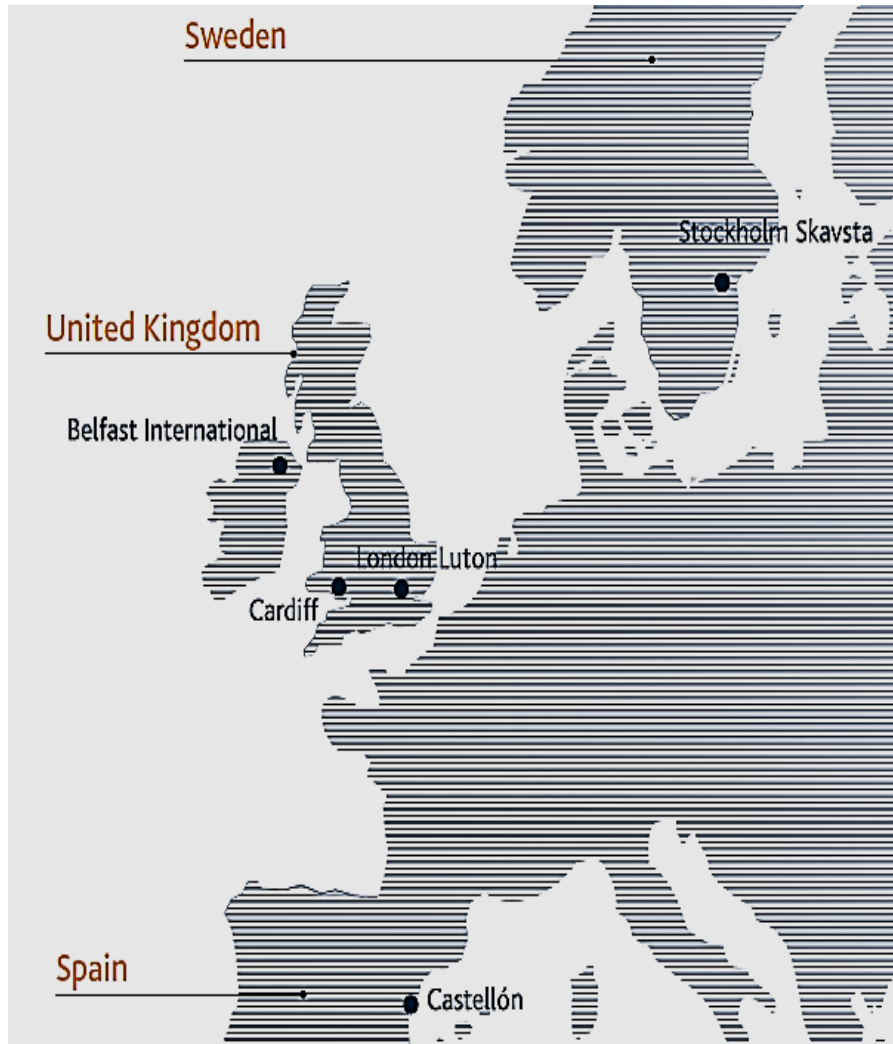 Sweden
Stockholm Skavsta
United Kingdom
Belfast International
London Luton
Cardiff
Spain
Castellón